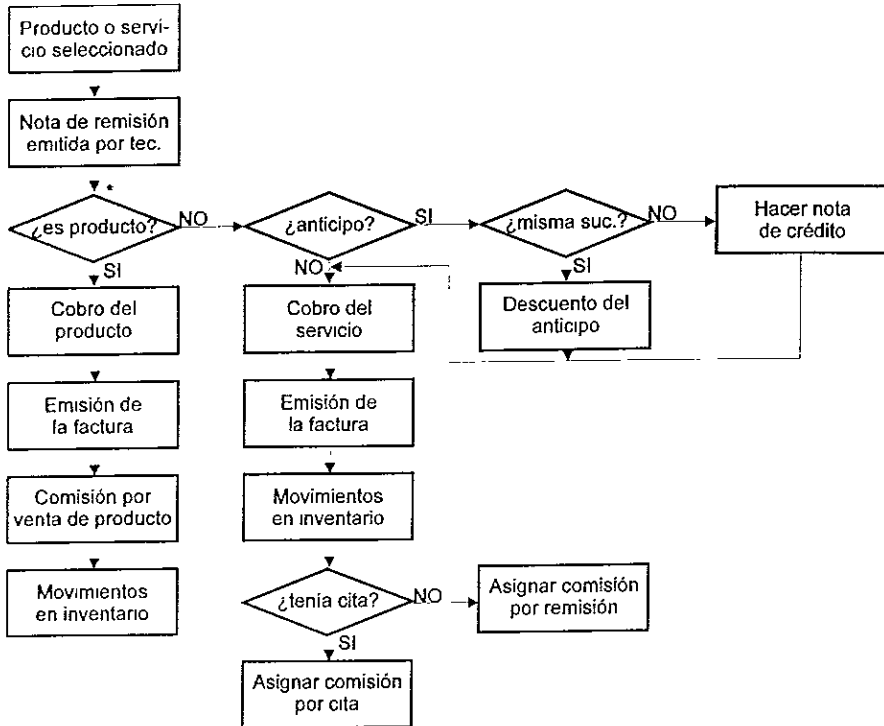 Producto o servi-
cio seleccionado
Nota de remisión
emitida por tec.
*
¿es producto?
NO
¿anticipo?
SI
¿misma suc.?
NO
Hacer nota
de crédito
SI
NO
SI
Cobro del
producto
Cobro del
servicio
Descuento del
anticipo
Emisión de
la factura
Emisión de
la factura
Comisión por
venta de producto
Movimientos
en inventario
Movimientos
en inventario
¿tenía cita?
NO
Asignar comisión
por remisión
SI
Asignar comisión
por cita